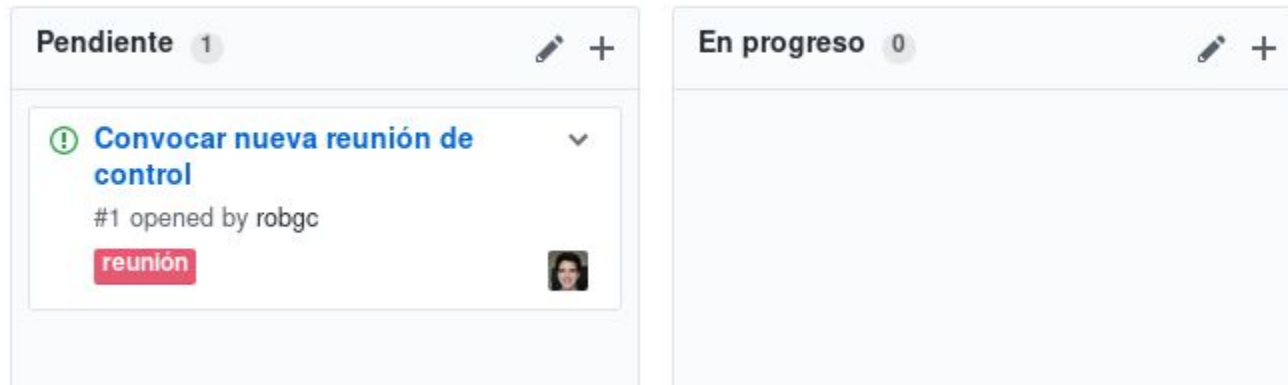 Pendiente 1
En progreso 0
Convocar nueva reunión de
control
#1 opened by robgc
reunión